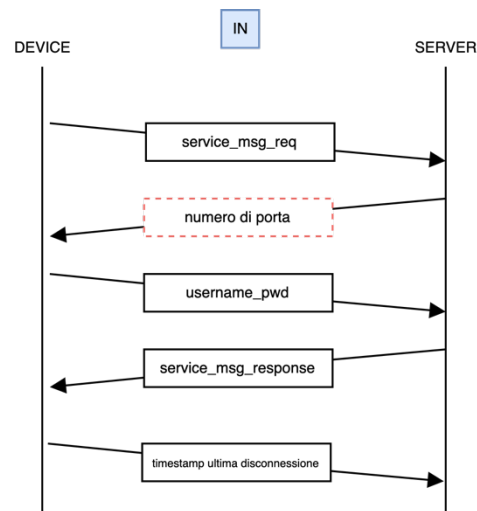 IN
DEVICE
SERVER
service_msg_req
numero di porta
username_pwd
service_msg_response
timestamp ultima disconnessione